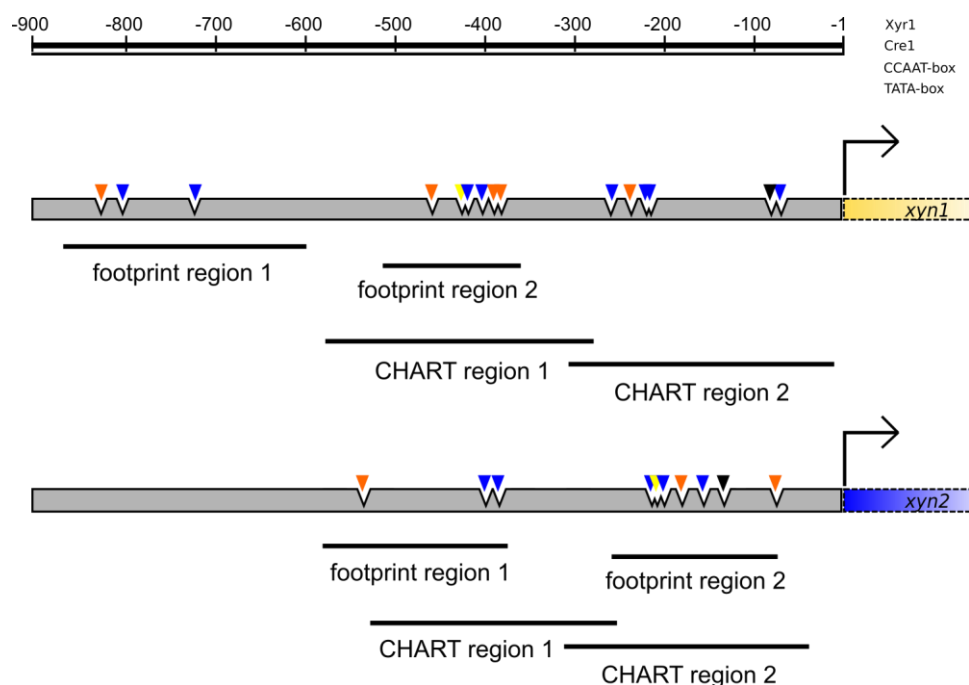 -900 -800 -700 -600 -500 -400 -300 -200 -100 -1
Xyr1
Cre1
CCAAT-box
TATA-box
xyn1
footprint region 1
footprint region 2
CHART region 1
CHART region 2
xyn2
footprint region 1
footprint region 2
CHART region 1
CHART region 2